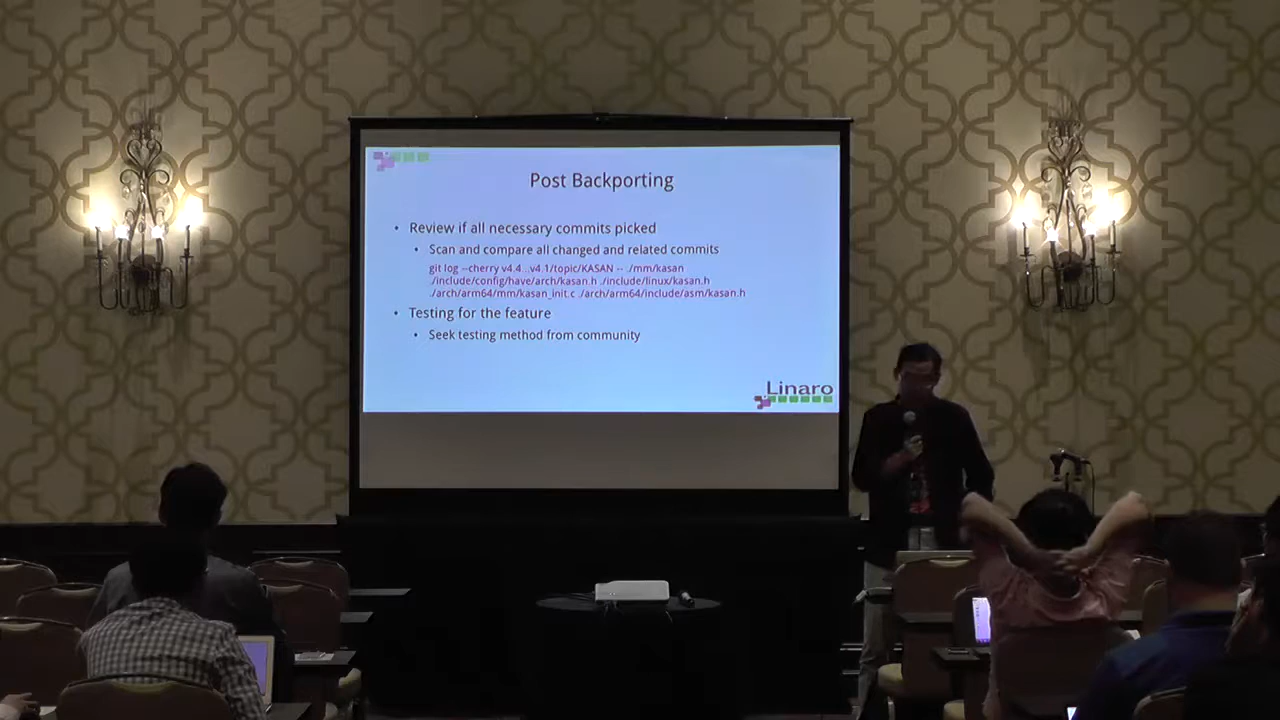 Post Backporting
• Review if all necessary commits picked
• Scan and compare all changed and related commits
git log --cherry v4.4...v4.1/topic/KASAN -- ./mm/kasan
./include/config/have/arch/kasan.h ./include/linux/kasan.h
./arch/arm64/mm/kasan_init.c ./arch/arm64/include/asm/kasan.h
• Testing for the feature
• Seek testing method from community
Linaro